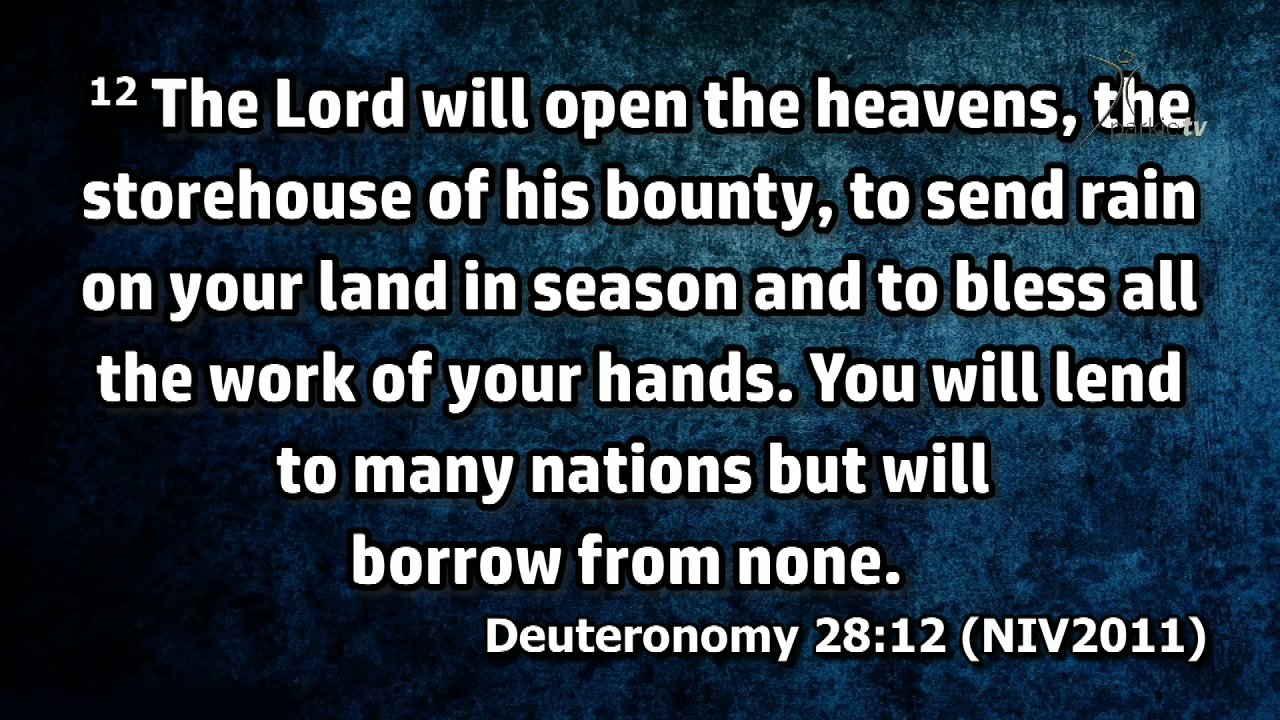 12 The Lord will open the heavens, the
storehouse of his bounty, to send rain
on your land in season and to bless all
the work of your hands. You will lend
to many nations but will
borrow from none.
Deuteronomy 28:12 (NIV2011)
parkietv